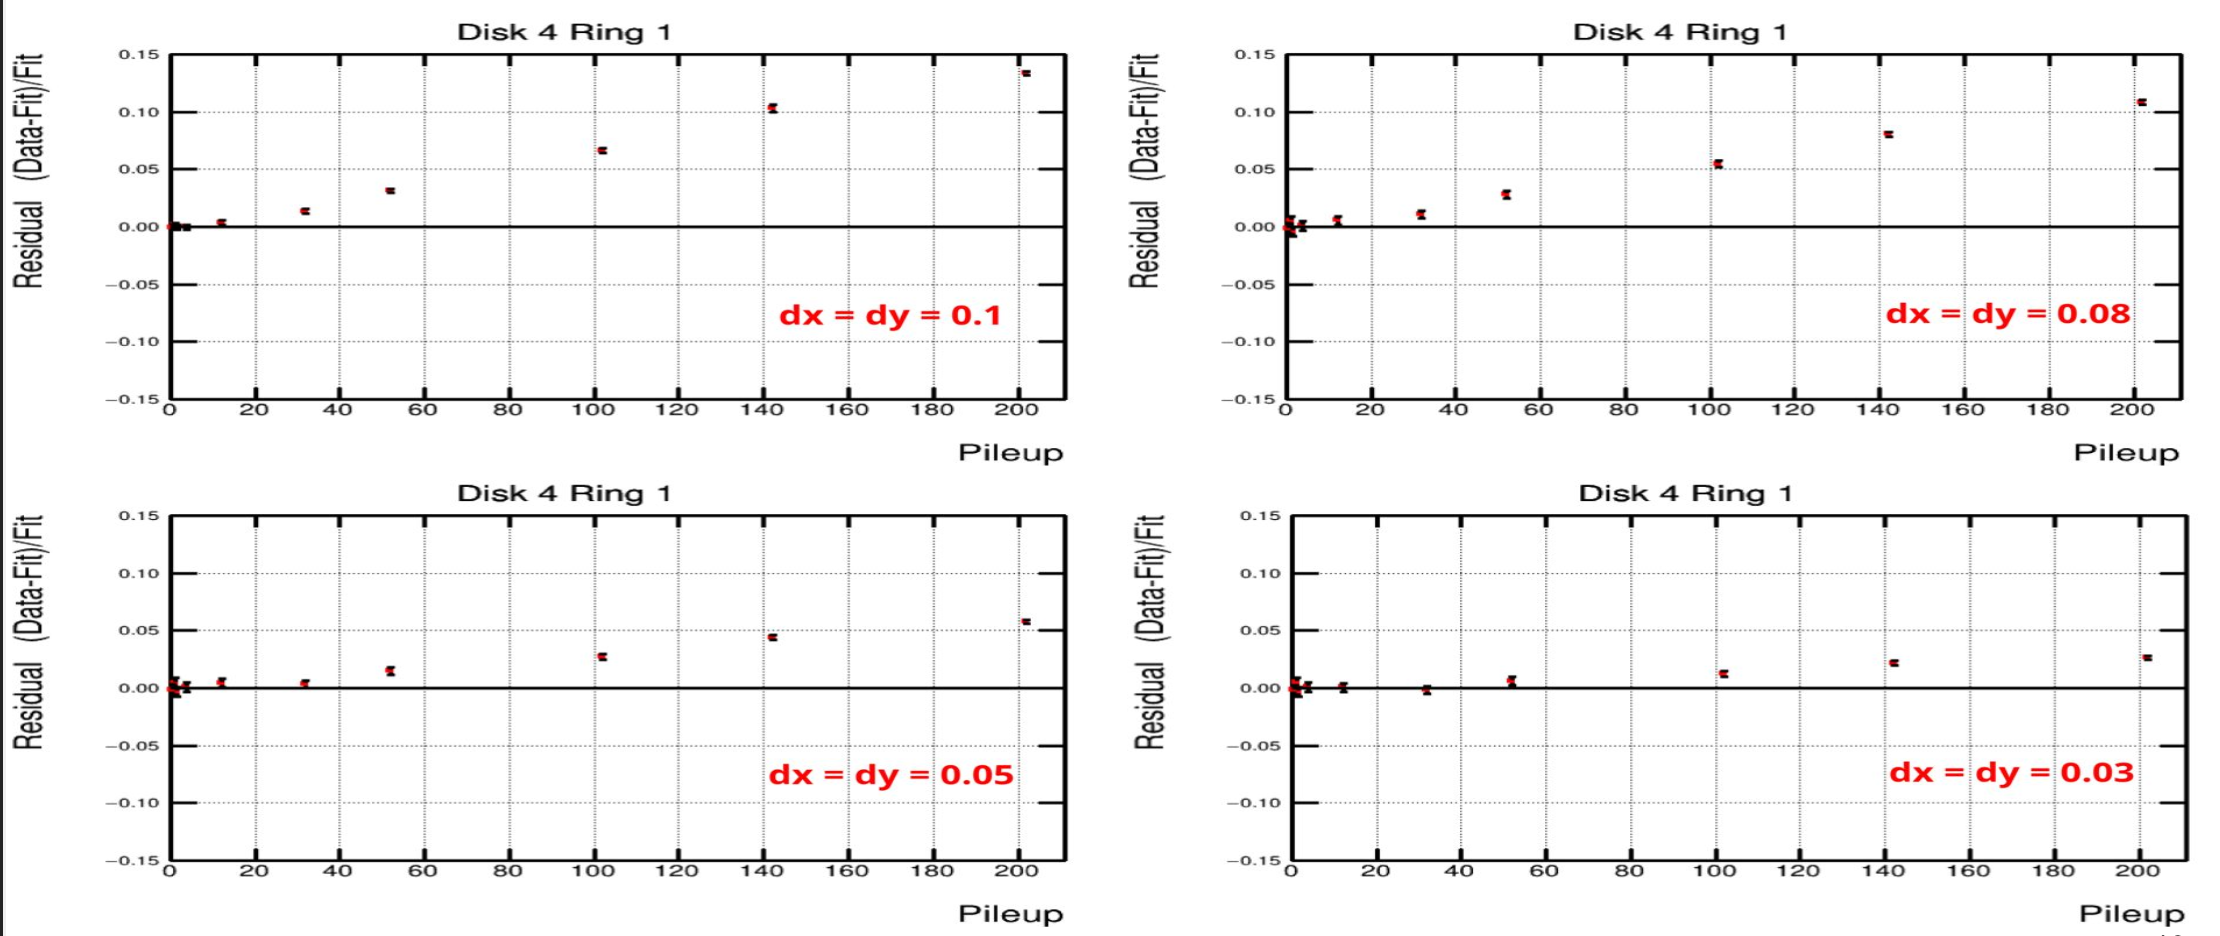 Disk 4 Ring 1
Residual (Data-Fit)/Fit
0.15
0.10
0.05
0.00
−0.05
−0.10
−0.15
dx = dy = 0.1
0 20 40 60 80 100 120 140 160 180 200
Pileup
Disk 4 Ring 1
Residual (Data-Fit)/Fit
0.15
0.10
0.05
0.00
−0.05
−0.10
−0.15
dx = dy = 0.08
0 20 40 60 80 100 120 140 160 180 200
Pileup
Disk 4 Ring 1
Residual (Data-Fit)/Fit
0.15
0.10
0.05
0.00
−0.05
−0.10
−0.15
dx = dy = 0.05
0 20 40 60 80 100 120 140 160 180 200
Pileup
Disk 4 Ring 1
Residual (Data-Fit)/Fit
0.15
0.10
0.05
0.00
−0.05
−0.10
−0.15
dx = dy = 0.03
0 20 40 60 80 100 120 140 160 180 200
Pileup